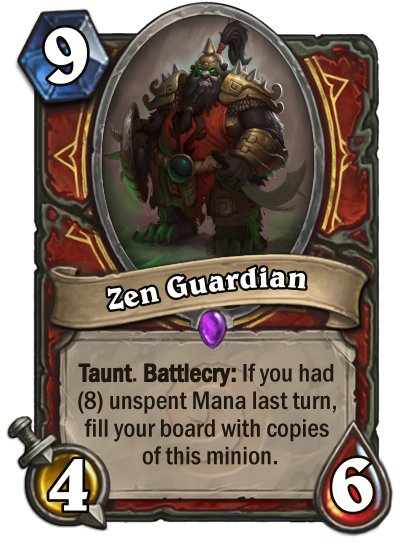 9
Zen Guardian
Taunt. Battlecry: If you had
(8) unspent Mana last turn,
fill your board with copies
of this minion.
4
6